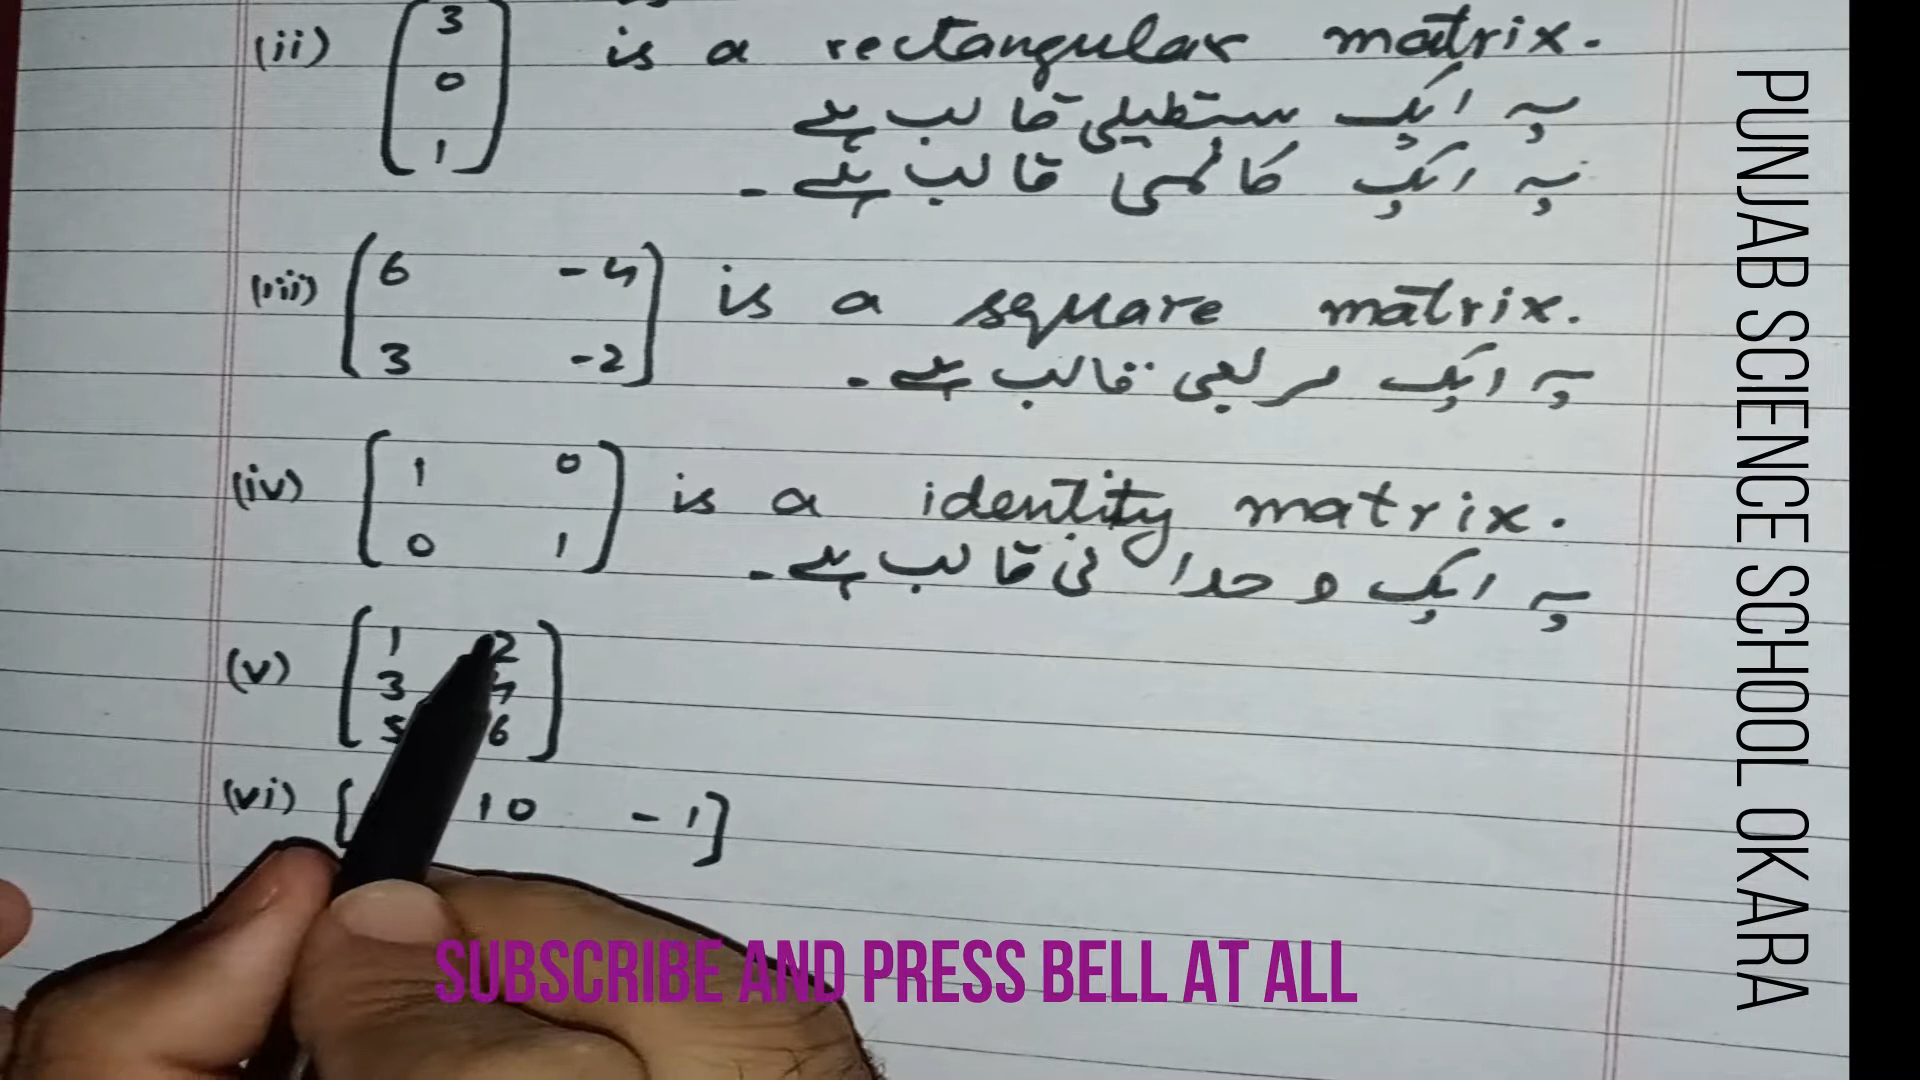 (ii) [3 is a rectangular matrix.
0
1]
یہ ایک مستطیلی قالب ہے
یہ ایک کالمی قالب ہے۔
(iii) [6 -4
3 -2] is a square matrix.
یہ ایک مربعی قالب ہے۔
(iv) [1 0
0 1] is a identity matrix.
یہ ایک وحدانی قالب ہے۔
(v) [1 2
3 4
5 6]
(vi) [ 10 -1]
SUBSCRIBE AND PRESS BELL AT ALL
PUNJAB SCIENCE SCHOOL OKARA